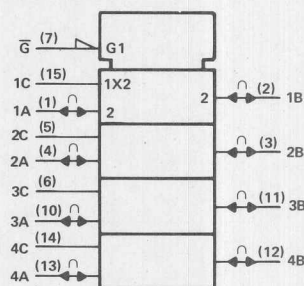 G̅ (7) G1
1C (15) 1X2
1A (1) ∩ 2
2 ∩ (2) 1B
2C (5)
2A (4) ∩
∩ (3) 2B
3C (6)
3A (10) ∩
∩ (11) 3B
4C (14)
4A (13) ∩
∩ (12) 4B